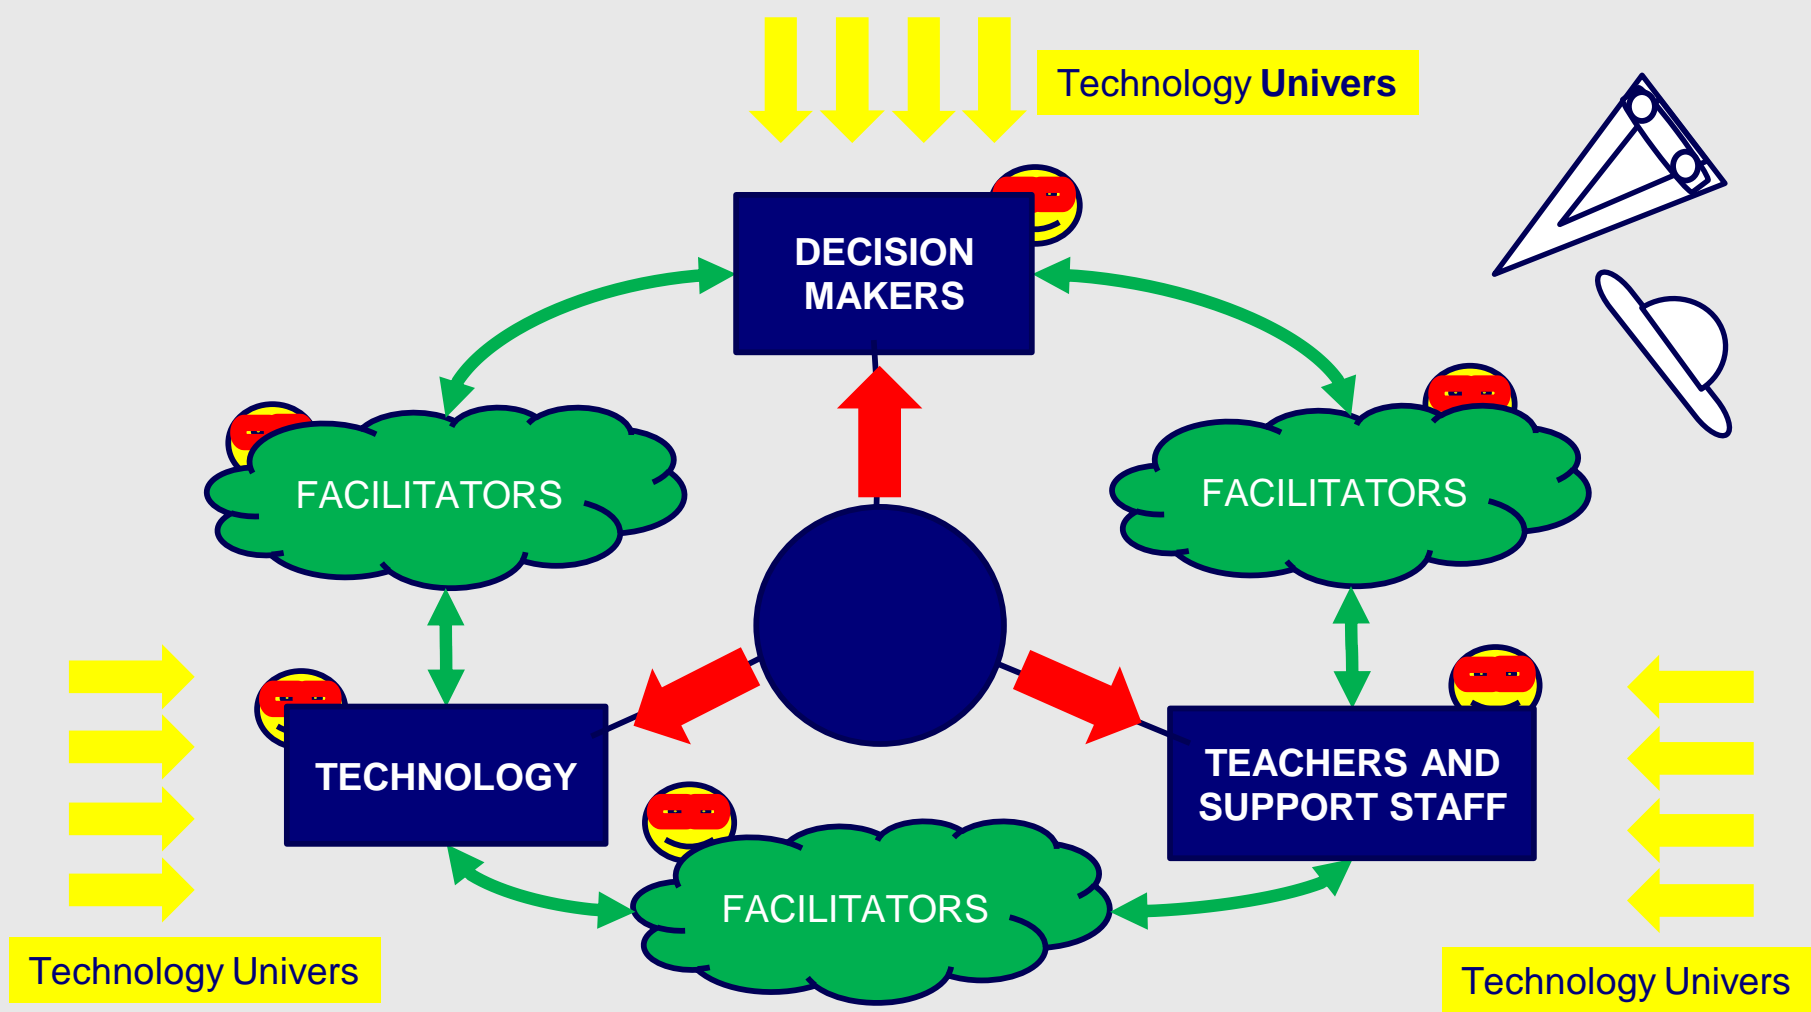 Technology Univers
DECISION
MAKERS
FACILITATORS
FACILITATORS
TECHNOLOGY
TEACHERS AND
SUPPORT STAFF
FACILITATORS
Technology Univers
Technology Univers